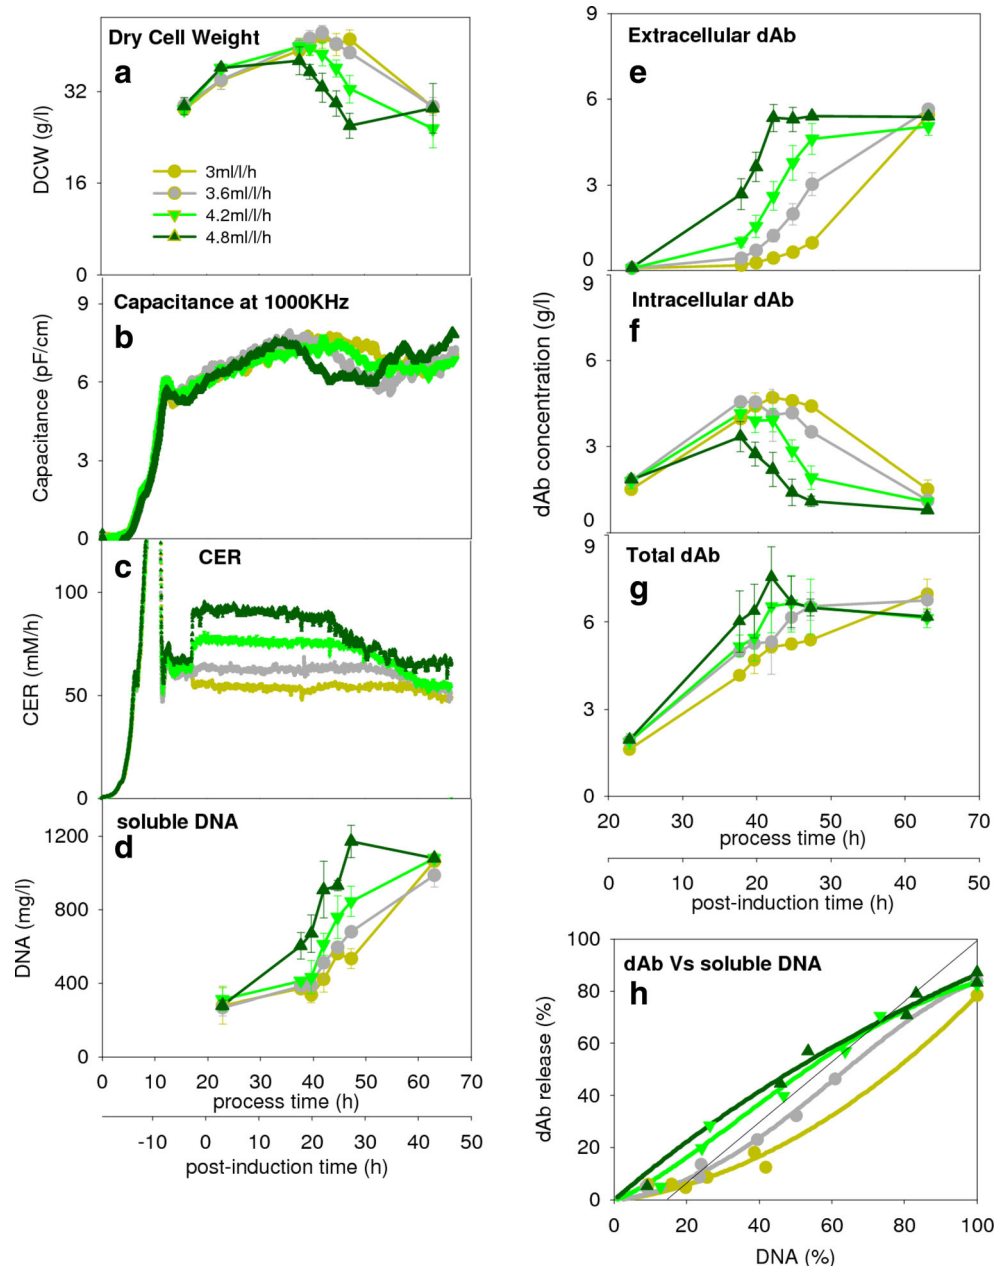 Dry Cell Weight
a
DCW (g/l)
32
16
0
3ml/l/h
3.6ml/l/h
4.2ml/l/h
4.8ml/l/h
Capacitance at 1000KHz
b
Capacitance (pF/cm)
9
6
3
0
c
CER
CER (mM/h)
100
50
0
soluble DNA
d
DNA (mg/l)
1200
800
400
0
0 10 20 30 40 50 60 70
process time (h)
-10 0 10 20 30 40 50
post-induction time (h)
Extracellular dAb
e
9
6
3
0
Intracellular dAb
f
dAb concentration (g/l)
9
6
3
0
Total dAb
g
9
6
3
0
20 30 40 50 60 70
process time (h)
0 10 20 30 40 50
post-induction time (h)
dAb Vs soluble DNA
h
dAb release (%)
100
80
60
40
20
0
0 20 40 60 80 100
DNA (%)